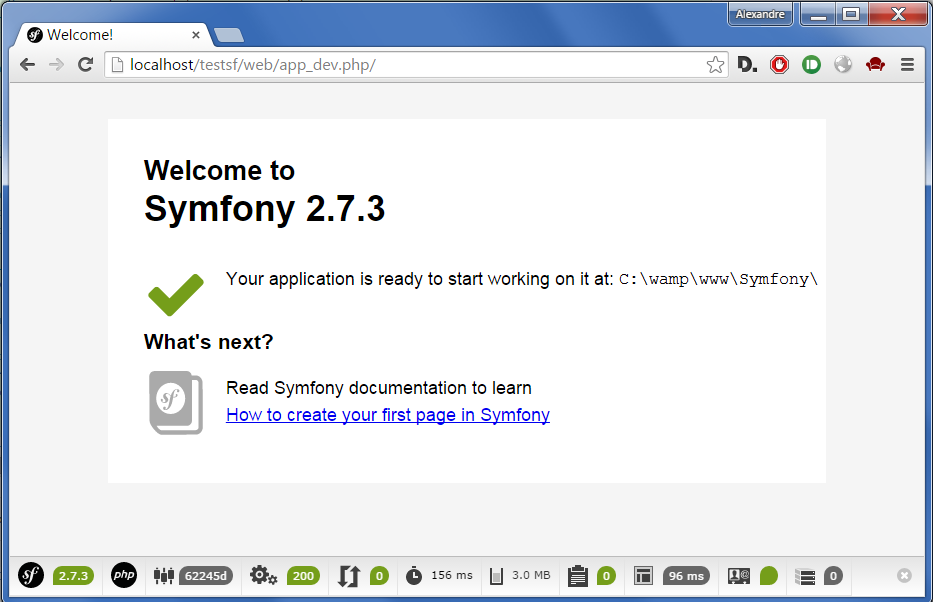 Alexandre
Welcome!
localhost/testsf/web/app_dev.php/
D.
Welcome to
Symfony 2.7.3
Your application is ready to start working on it at: C:\wamp\www\Symfony\
What's next?
sf
Read Symfony documentation to learn
How to create your first page in Symfony
sf 2.7.3 php 62245d 200 0 156 ms 3.0 MB 0 96 ms 0